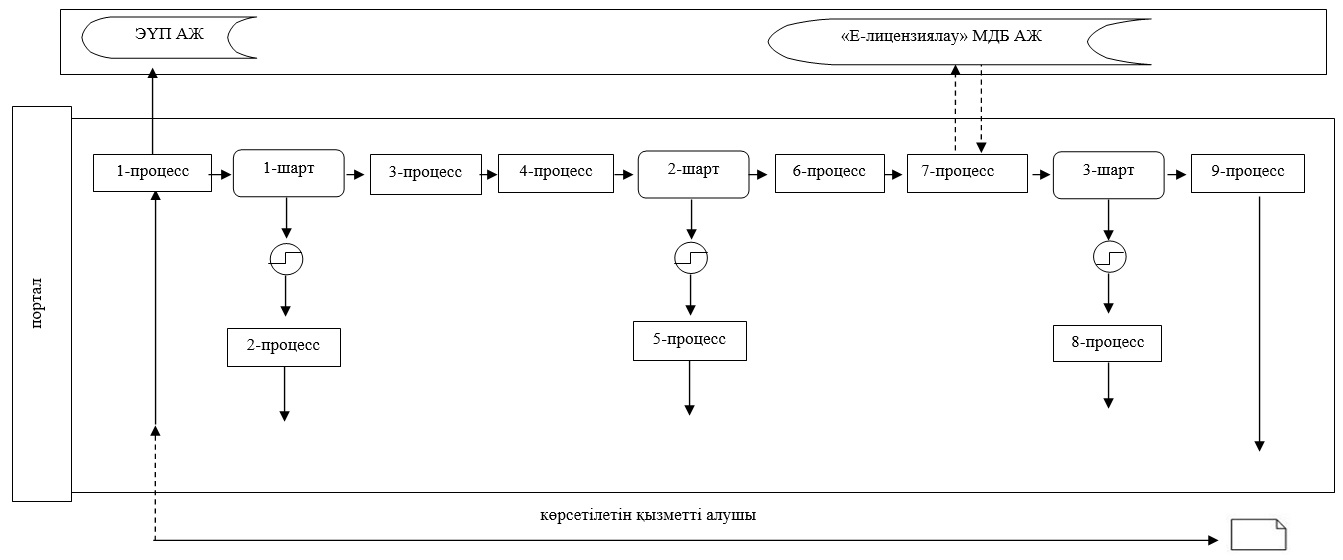 ЭҮП АЖ
«Е-лицензиялау» МДБ АЖ
портал
1-процесс
1-шарт
3-процесс
4-процесс
2-шарт
6-процесс
7-процесс
3-шарт
9-процесс
2-процесс
5-процесс
8-процесс
көрсетілетін қызметті алушы